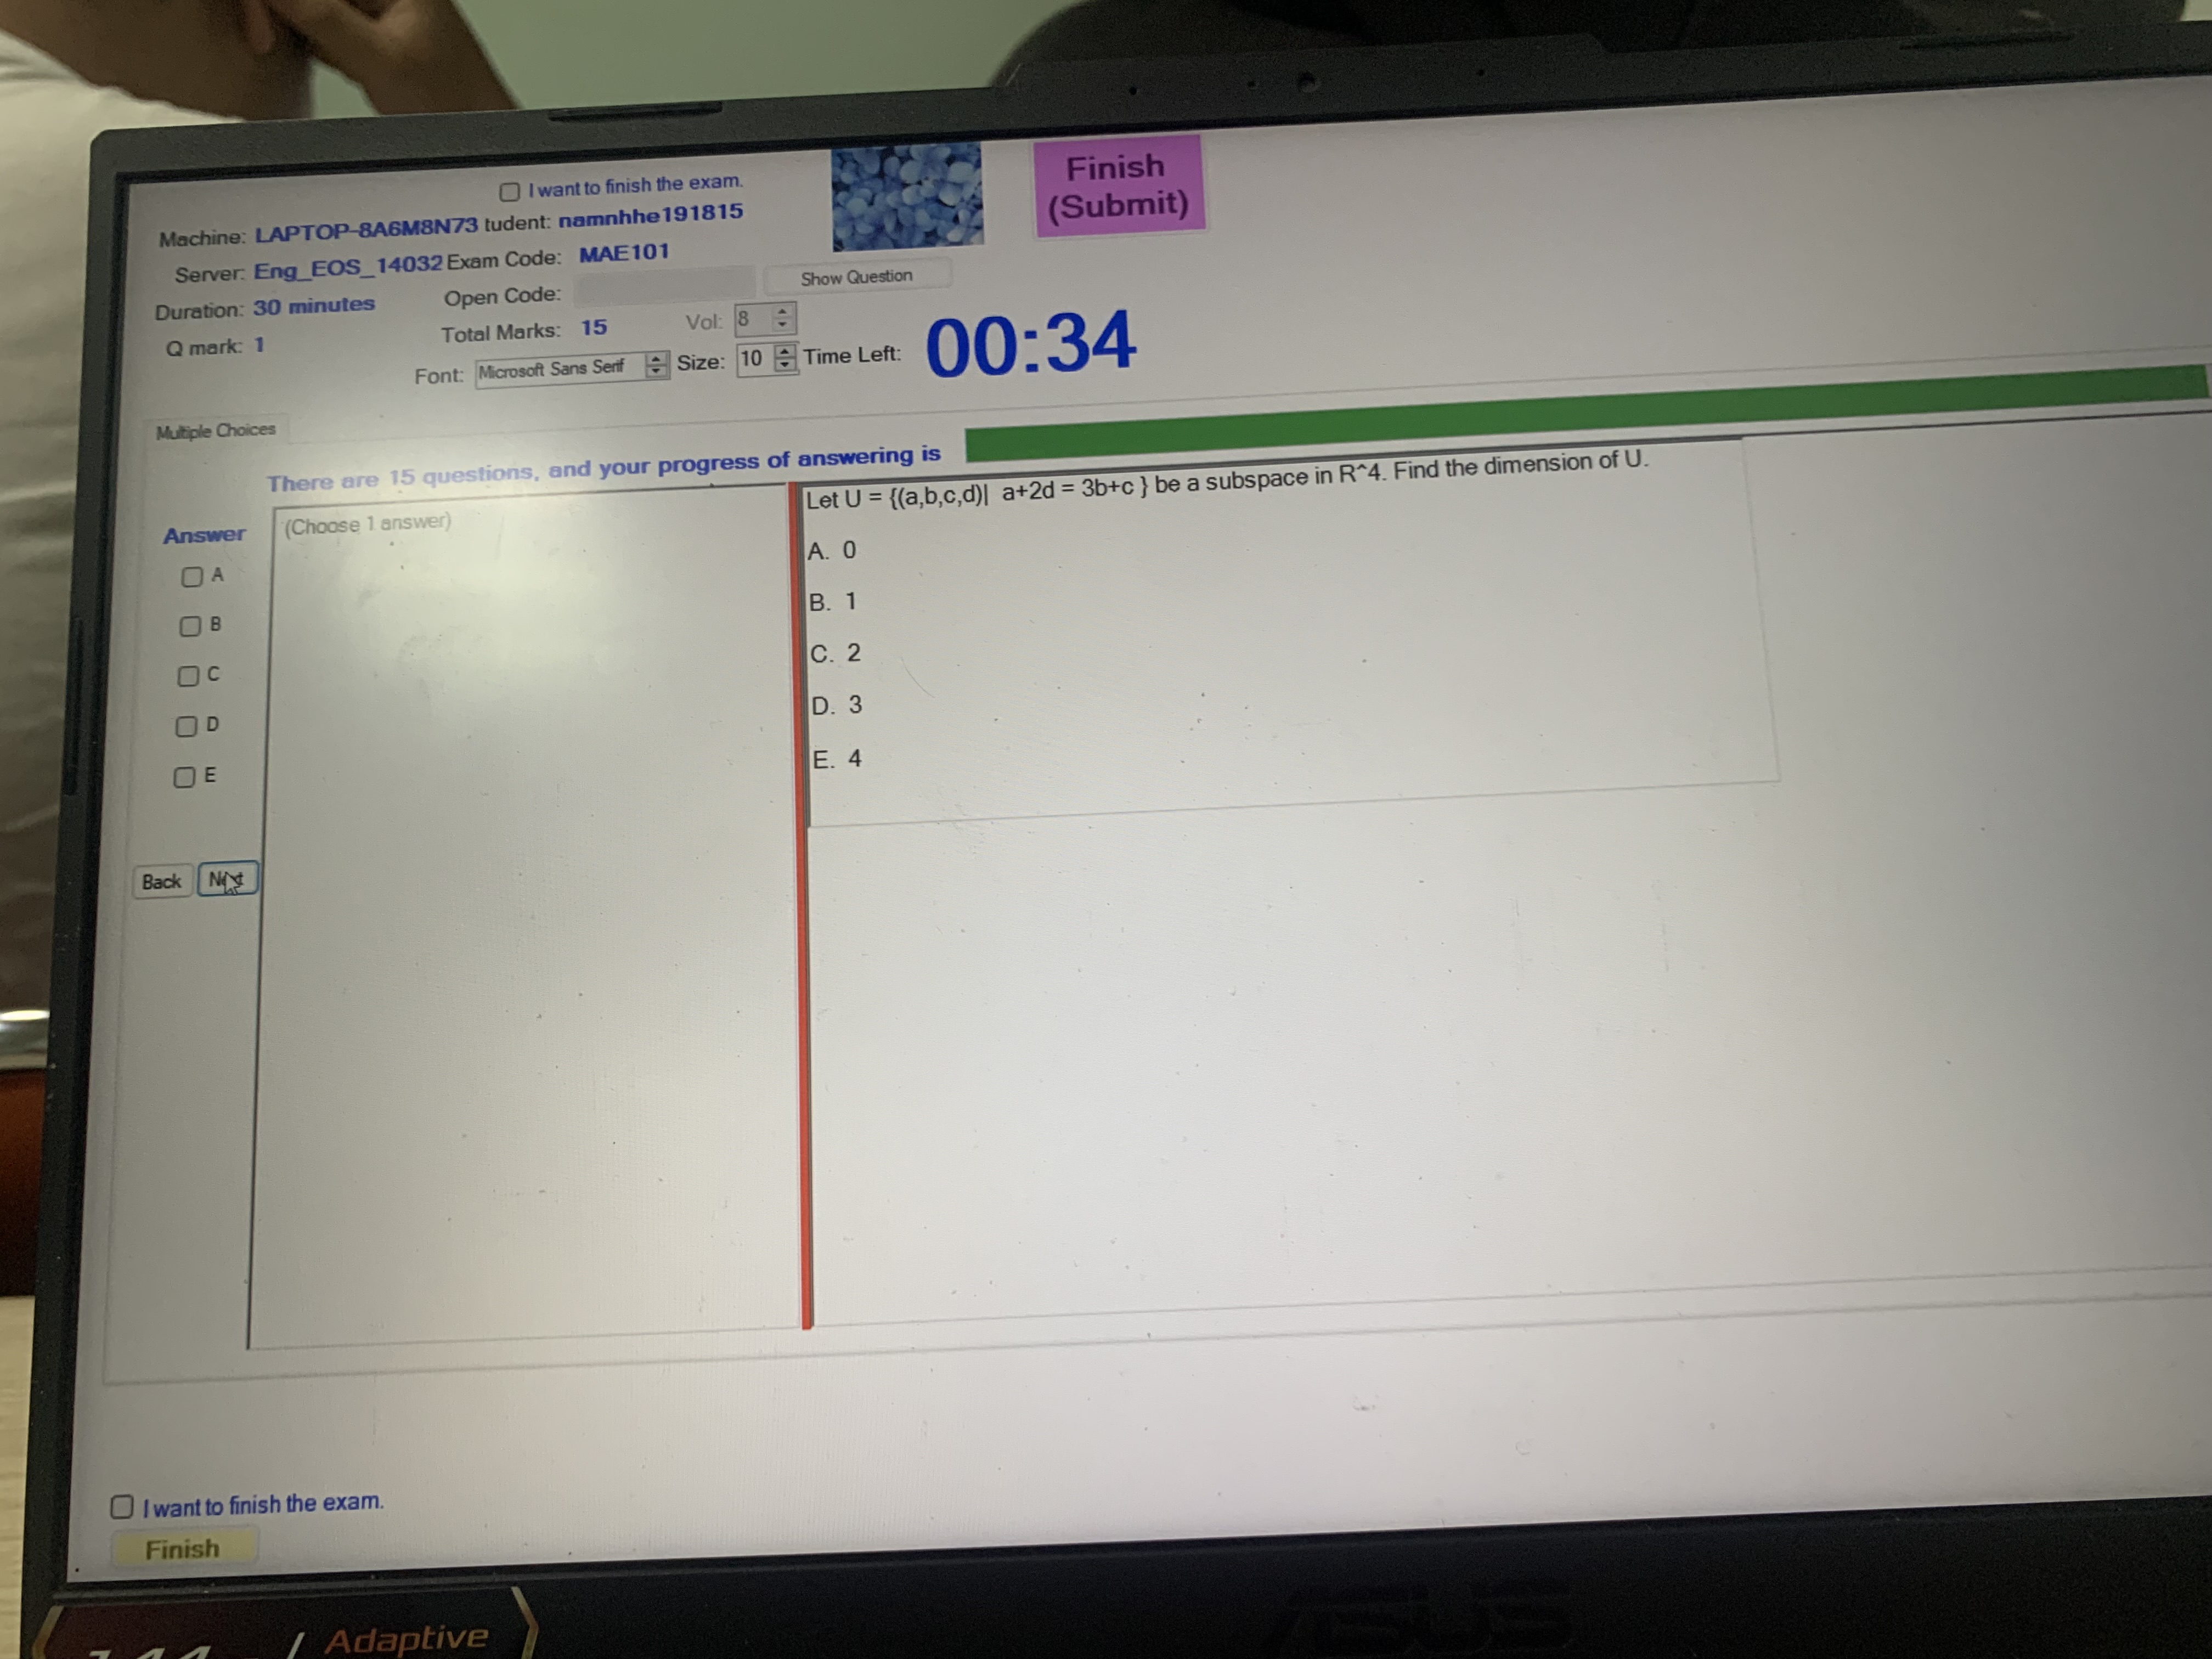 I want to finish the exam.
Finish
(Submit)
Machine: LAPTOP-8A6M8N73 tudent: namnhhe191815
Server: Eng_EOS_14032 Exam Code: MAE101
Duration: 30 minutes Open Code: Show Question
Q mark: 1 Total Marks: 15 Vol: 8
Font: Microsoft Sans Serif Size: 10 Time Left: 00:34
Multiple Choices
There are 15 questions, and your progress of answering is
Answer
(Choose 1 answer)
A
B
C
D
E
Back Next
Let U = {(a,b,c,d)| a+2d = 3b+c } be a subspace in R^4. Find the dimension of U.
A. 0
B. 1
C. 2
D. 3
E. 4
I want to finish the exam.
Finish
Adaptive